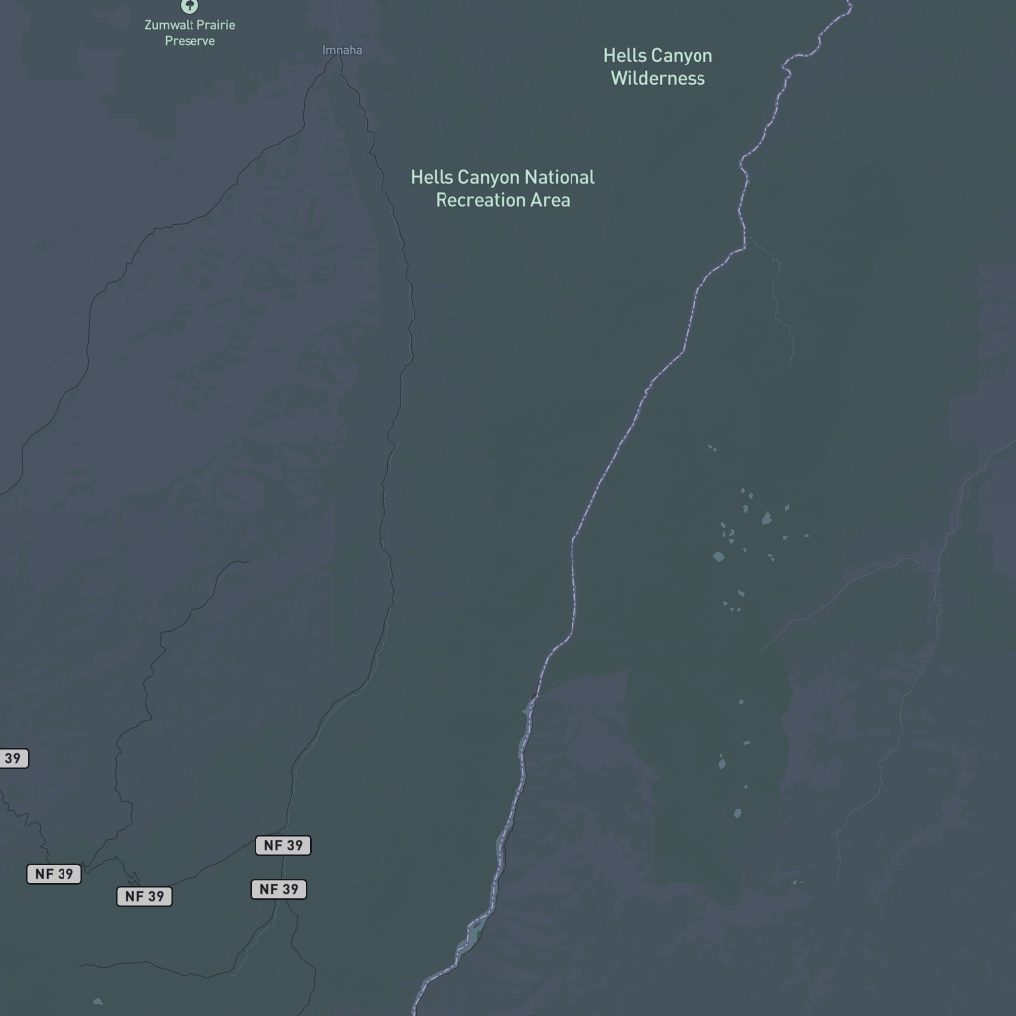 Zumwalt Prairie
Preserve
Imnaha
Hells Canyon
Wilderness
Hells Canyon National
Recreation Area
39
NF 39
NF 39
NF 39
NF 39